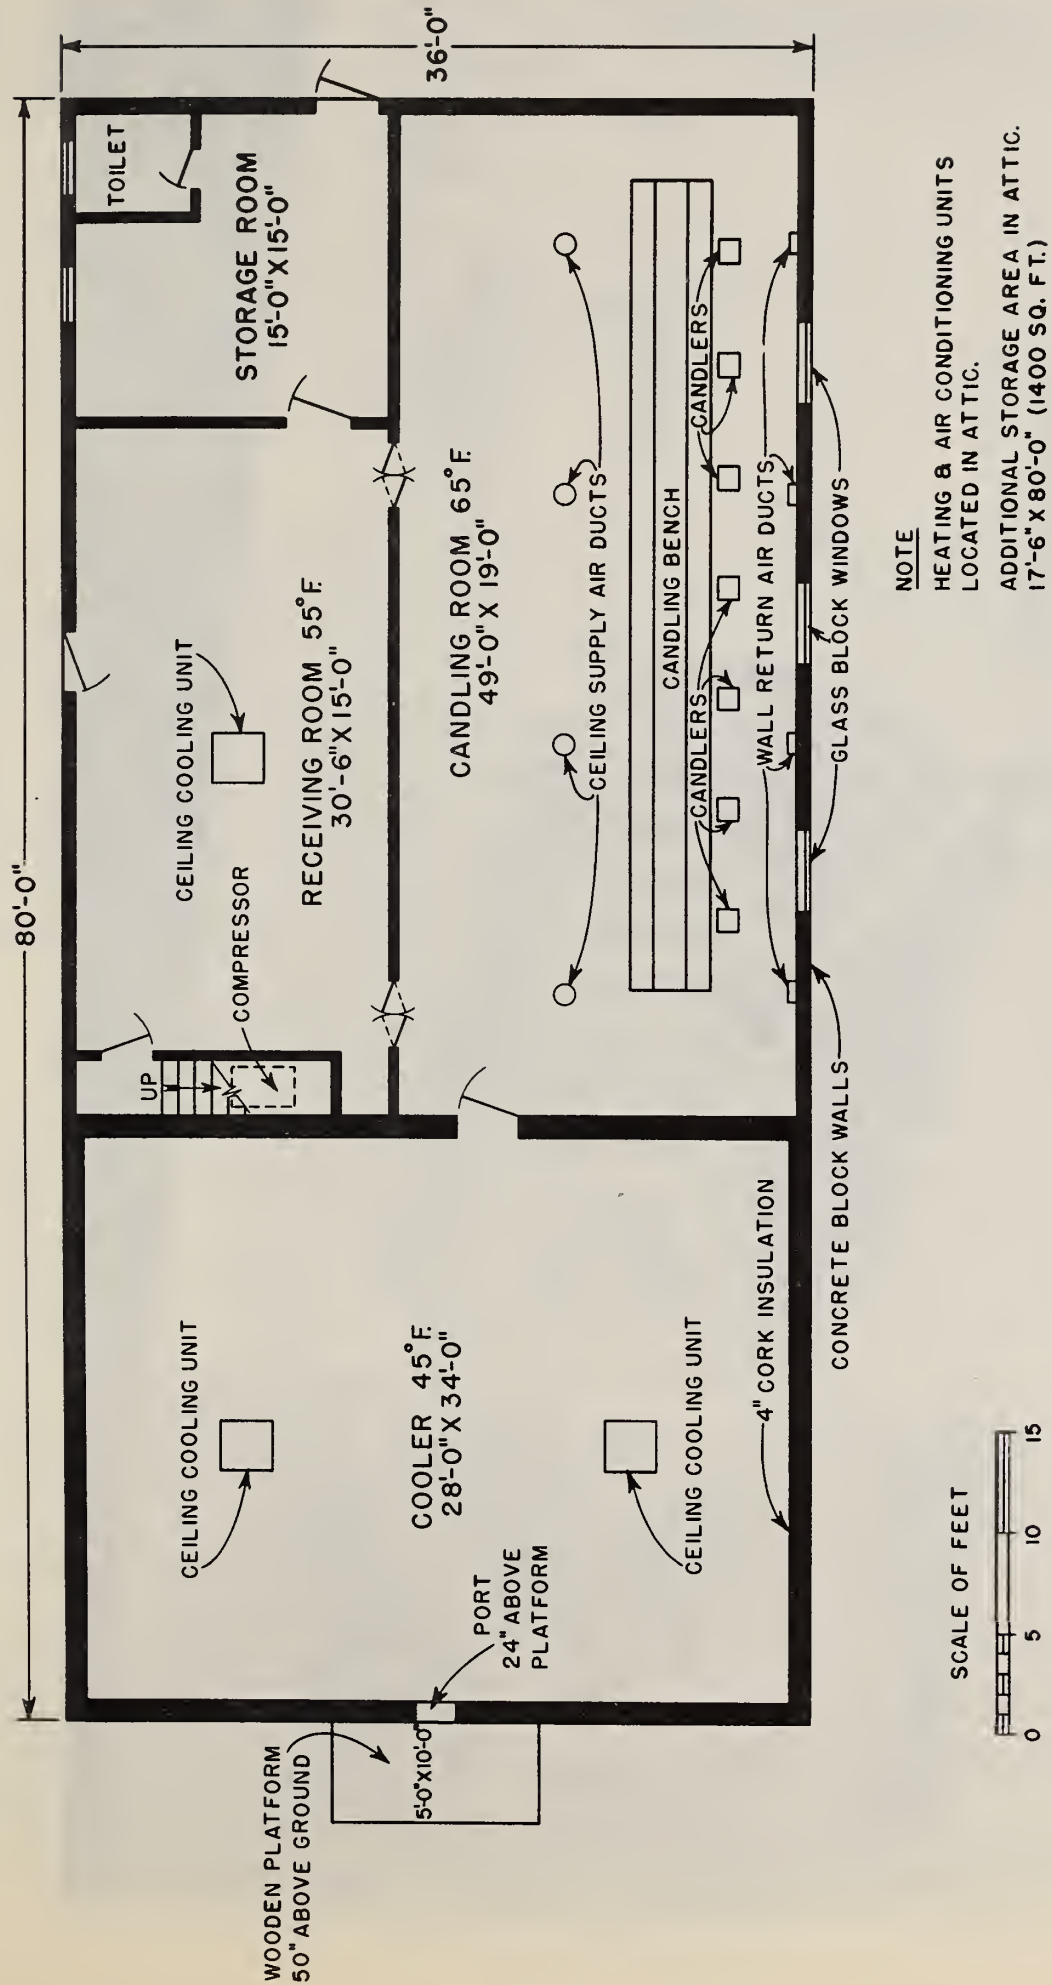 80'-0"
36'-0"
TOILET
STORAGE ROOM
15'-0" X 15'-0"
CEILING COOLING UNIT
RECEIVING ROOM 55°F.
30'-6" X 15'-0"
COMPRESSOR
UP
CANDLING ROOM 65°F.
49'-0" X 19'-0"
CEILING SUPPLY AIR DUCTS
CANDLING BENCH
CANDLERS
CANDLERS
WALL RETURN AIR DUCTS
GLASS BLOCK WINDOWS
CONCRETE BLOCK WALLS
CEILING COOLING UNIT
COOLER 45°F.
28'-0" X 34'-0"
CEILING COOLING UNIT
4" CORK INSULATION
PORT
24" ABOVE
PLATFORM
WOODEN PLATFORM
50" ABOVE GROUND
5'-0" X 10'-0"
SCALE OF FEET
0 5 10 15
NOTE
HEATING & AIR CONDITIONING UNITS
LOCATED IN ATTIC.
ADDITIONAL STORAGE AREA IN ATTIC.
17'-6" X 80'-0" (1400 SQ. FT.)